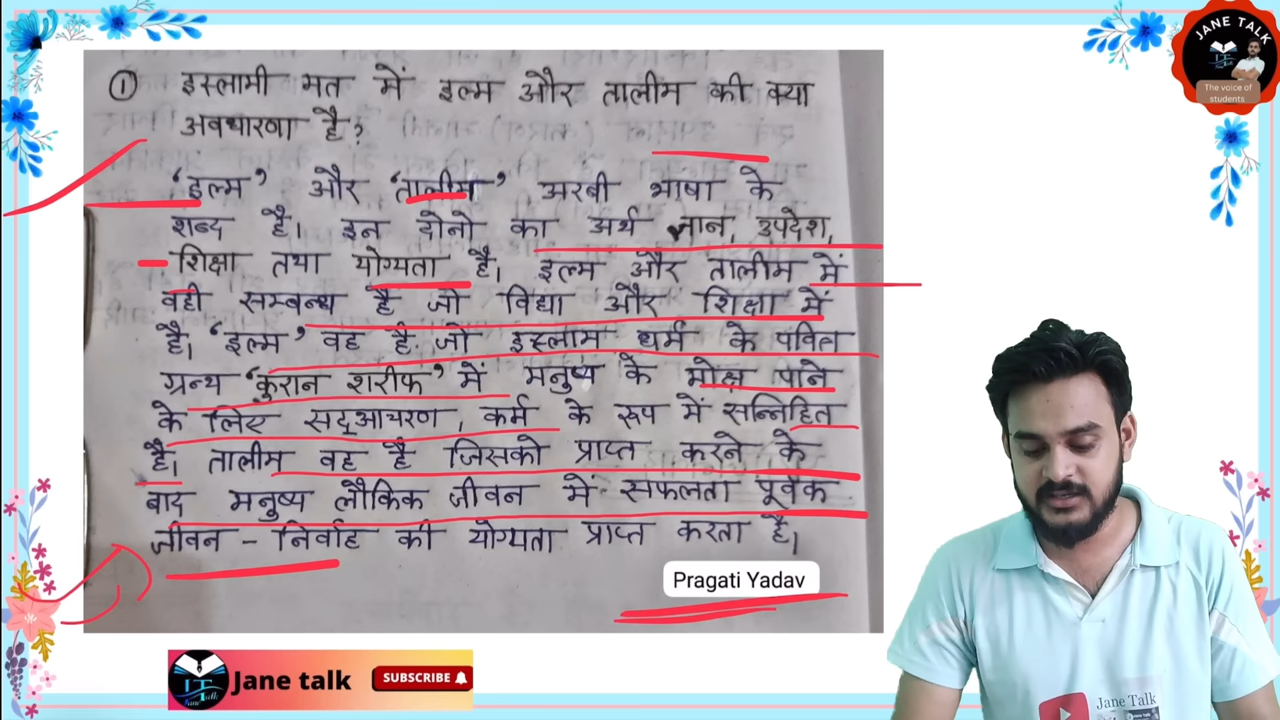 JANE TALK
The voice of
students
① इस्लामी मत में इल्म और तालीम की क्या
अवधारणा है?
‘इल्म’ और ‘तालीम’ अरबी भाषा के
शब्द है। इन दोनो का अर्थ ज्ञान, उपदेश,
शिक्षा तथा योग्यता है। इल्म और तालीम में
वही सम्बन्ध है जो विद्या और शिक्षा में
है। ‘इल्म’ वह है जो इस्लाम धर्म के पवित्र
ग्रन्थ ‘कुरान शरीफ’ में मनुष्य के मोक्ष पाने
के लिए सद्आचरण, कर्म के रूप में सन्निहित
है। तालीम वह है जिसको प्राप्त करने के
बाद मनुष्य लौकिक जीवन में सफलता पूर्वक
जीवन - निर्वाह की योग्यता प्राप्त करता है।
Pragati Yadav
Jane talk
SUBSCRIBE
Jane Talk